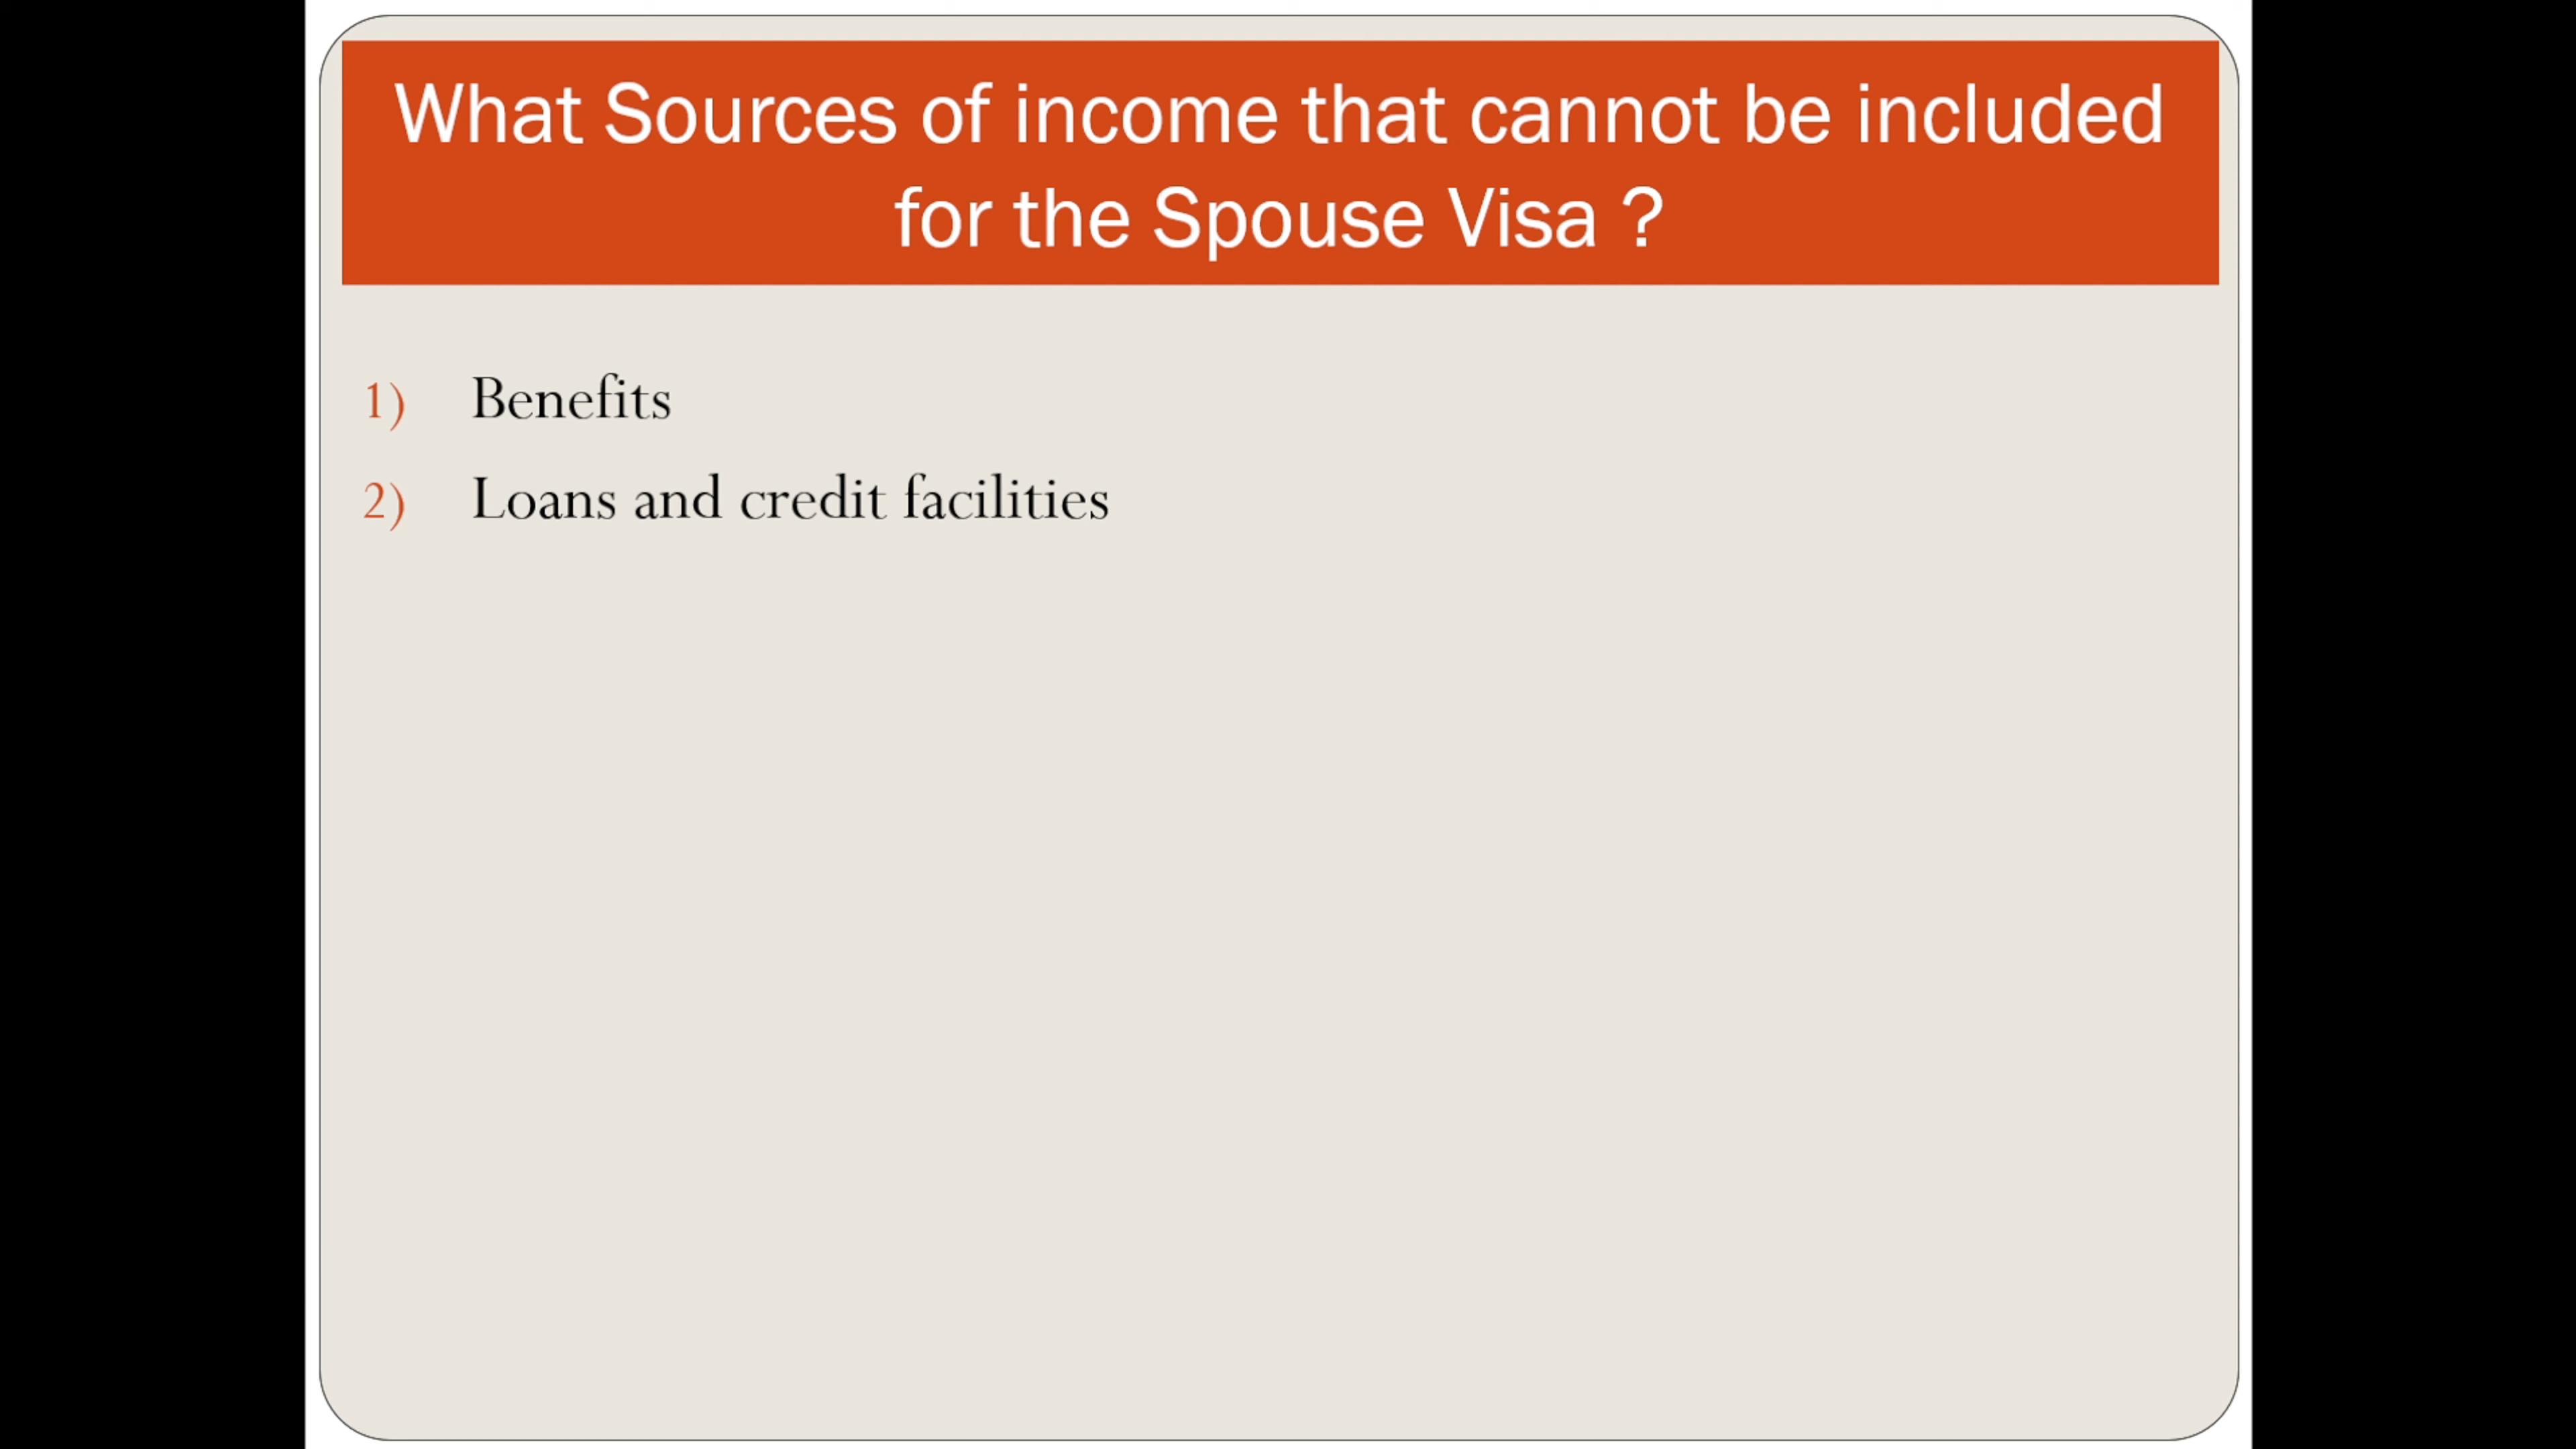 What Sources of income that cannot be included
for the Spouse Visa ?
1) Benefits
2) Loans and credit facilities